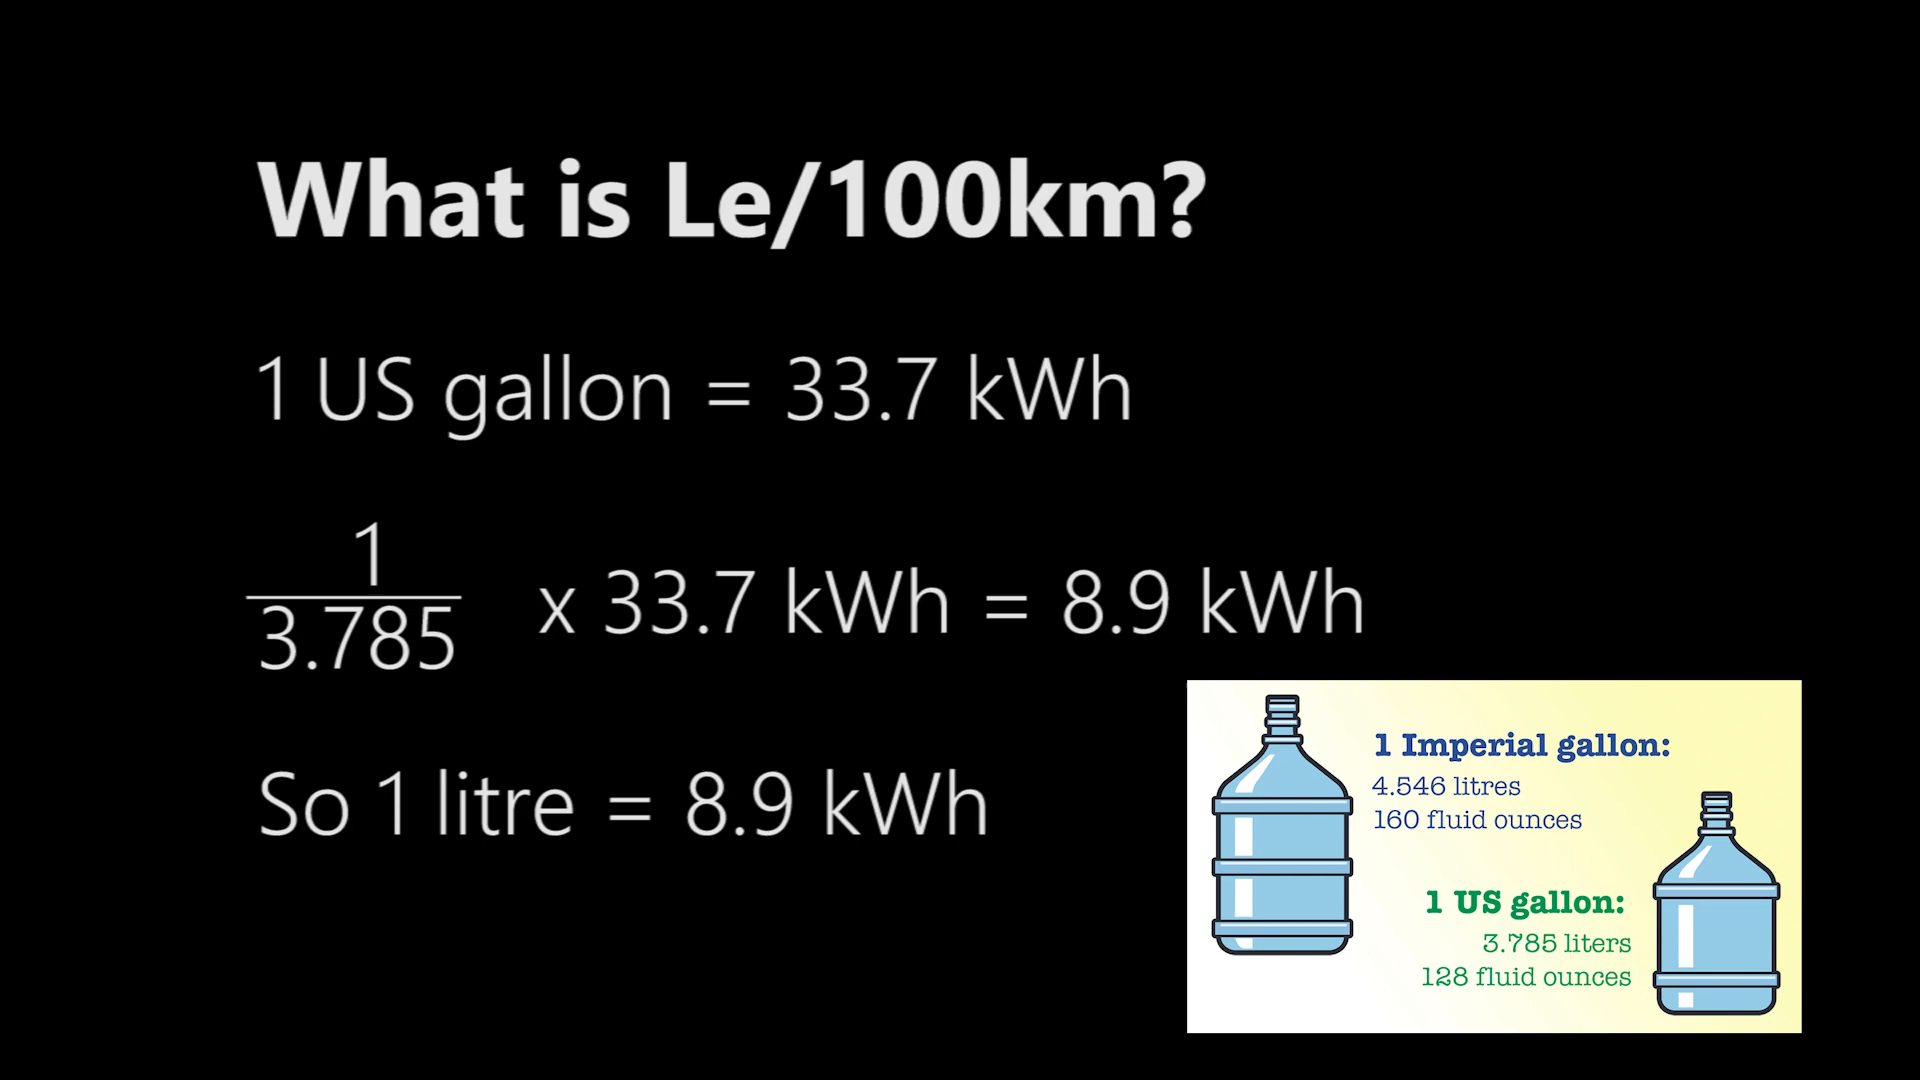 What is Le/100km?
1 US gallon = 33.7 kWh
1
3.785
x 33.7 kWh = 8.9 kWh
So 1 litre = 8.9 kWh
1 Imperial gallon:
4.546 litres
160 fluid ounces
1 US gallon:
3.785 liters
128 fluid ounces